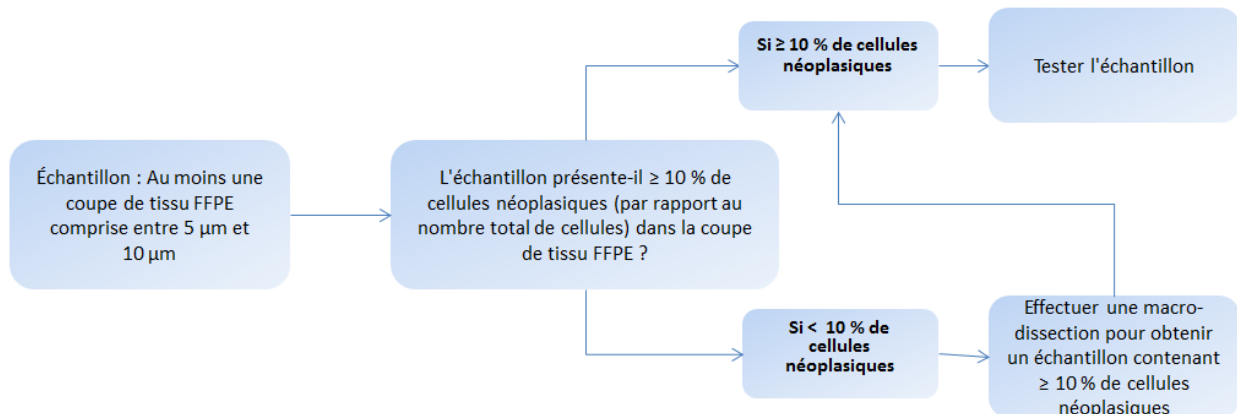 Échantillon : Au moins une
coupe de tissu FFPE
comprise entre 5 µm et
10 µm
L'échantillon présente-il ≥ 10 % de
cellules néoplasiques (par rapport au
nombre total de cellules) dans la coupe
de tissu FFPE ?
Si ≥ 10 % de cellules
néoplasiques
Tester l'échantillon
Si < 10 % de
cellules
néoplasiques
Effectuer une macro-
dissection pour obtenir
un échantillon contenant
≥ 10 % de cellules
néoplasiques